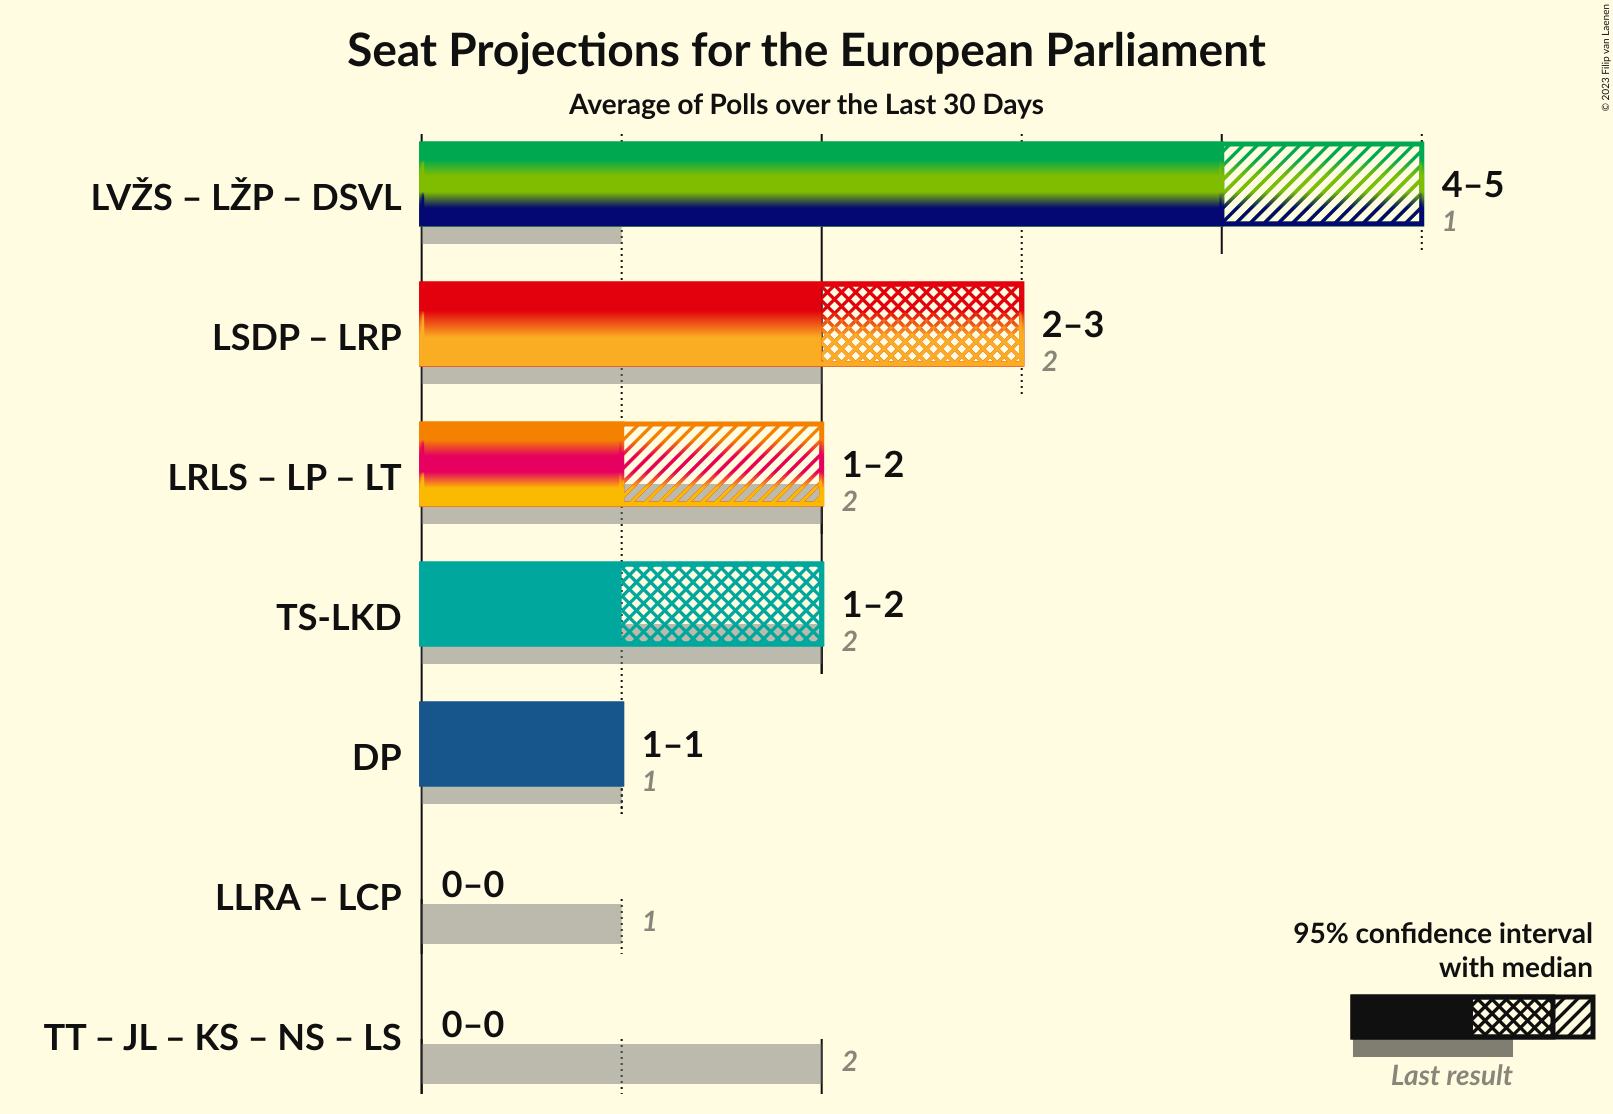 Seat Projections for the European Parliament
Average of Polls over the Last 30 Days
© 2023 Filip van Laenen
LVŽS – LŽP – DSVL
4–5
1
LSDP – LRP
2–3
2
LRLS – LP – LT
1–2
2
TS-LKD
1–2
2
DP
1–1
1
LLRA – LCP
0–0
1
TT – JL – KS – NS – LS
0–0
2
95% confidence interval
with median
Last result